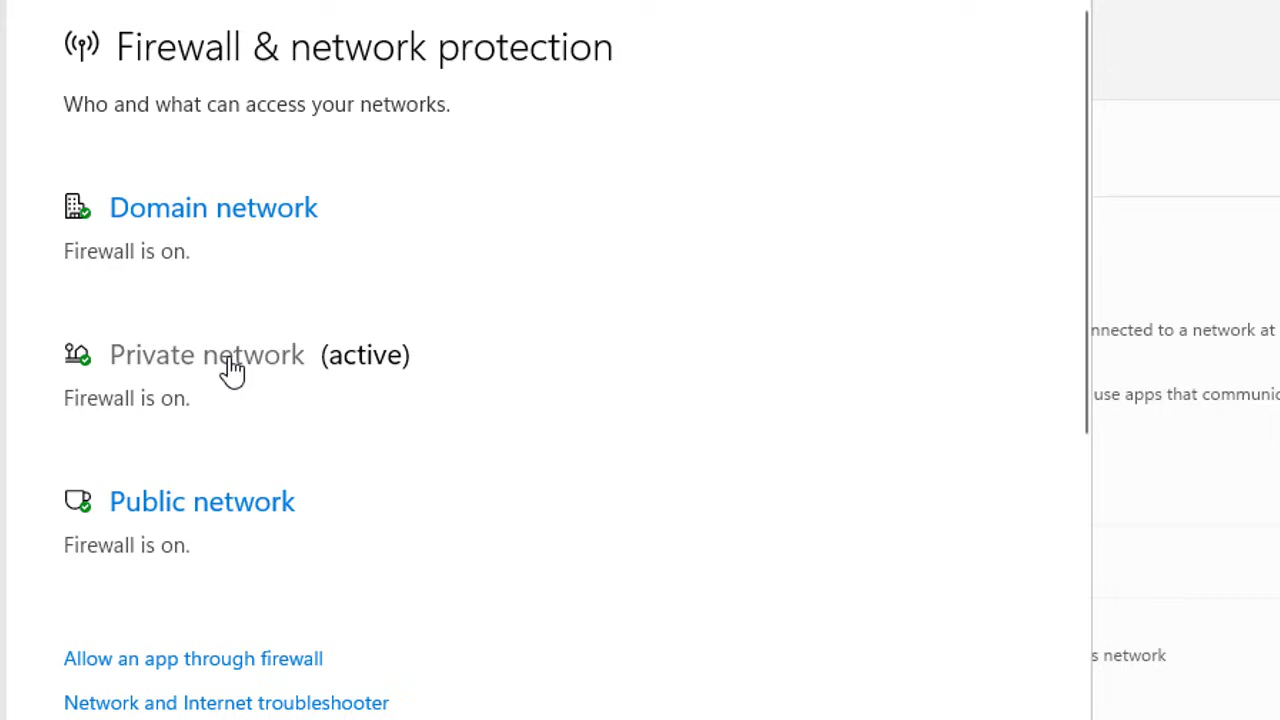 Firewall & network protection
Who and what can access your networks.
Domain network
Firewall is on.
Private network (active)
Firewall is on.
nnected to a network at
use apps that communic
Public network
Firewall is on.
Allow an app through firewall
s network
Network and Internet troubleshooter